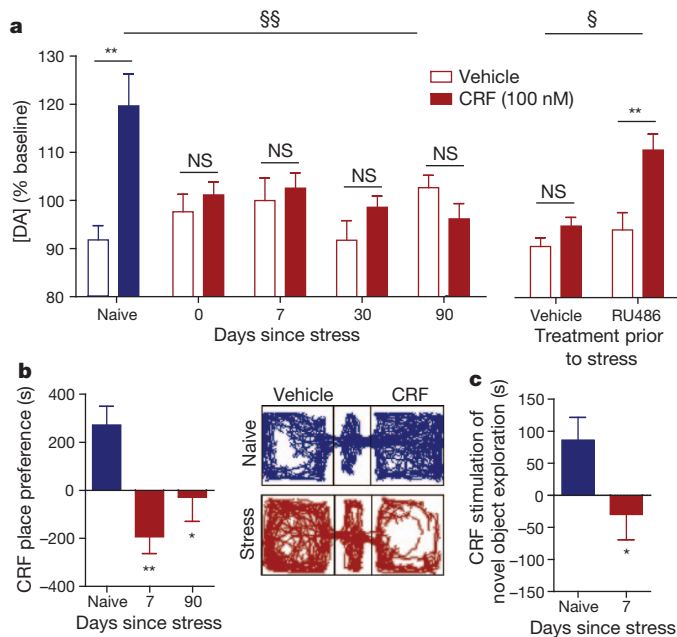 a
§§
§
**
Vehicle
CRF (100 nM)
NS
NS
NS
NS
NS
**
[DA] (% baseline)
130
120
110
100
90
80
Naive
0
7
30
90
Days since stress
Vehicle
RU486
Treatment prior
to stress
b
CRF place preference (s)
400
200
0
−200
−400
**
*
Naive
7
90
Days since stress
Vehicle
CRF
Naive
Stress
c
CRF stimulation of
novel object exploration (s)
150
100
50
0
−50
−100
−150
*
Naive
7
Days since stress